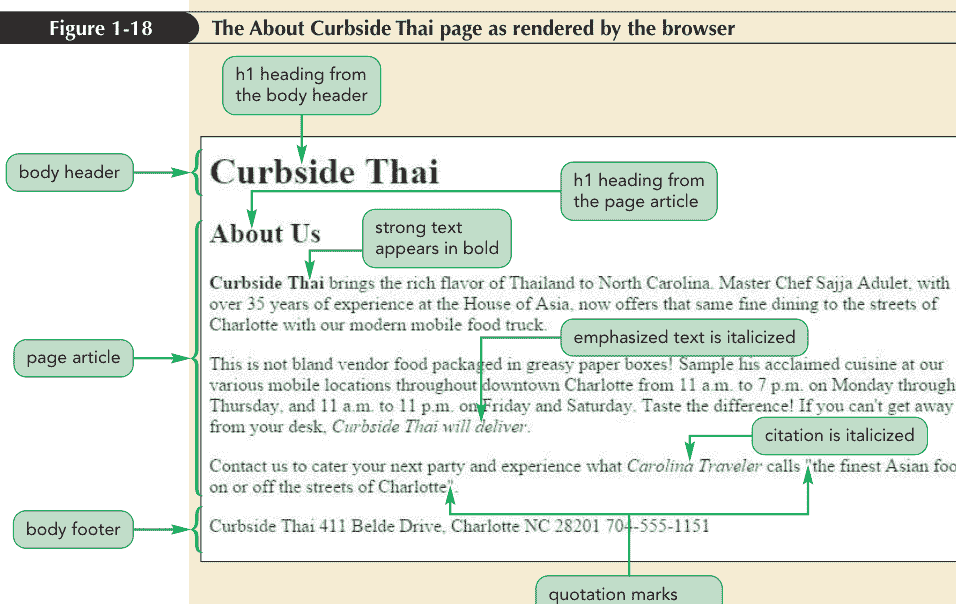 Figure 1-18
The About Curbside Thai page as rendered by the browser
h1 heading from
the body header
body header
Curbside Thai
h1 heading from
the page article
About Us
strong text
appears in bold
Curbside Thai brings the rich flavor of Thailand to North Carolina. Master Chef Sajja Adulet, with
over 35 years of experience at the House of Asia, now offers that same fine dining to the streets of
Charlotte with our modern mobile food truck.
emphasized text is italicized
page article
This is not bland vendor food packaged in greasy paper boxes! Sample his acclaimed cuisine at our
various mobile locations throughout downtown Charlotte from 11 a.m. to 7 p.m. on Monday through
Thursday, and 11 a.m. to 11 p.m. on Friday and Saturday. Taste the difference! If you can't get away
from your desk, Curbside Thai will deliver.
citation is italicized
Contact us to cater your next party and experience what Carolina Traveler calls "the finest Asian foo
on or off the streets of Charlotte".
body footer
Curbside Thai 411 Belde Drive, Charlotte NC 28201 704-555-1151
quotation marks